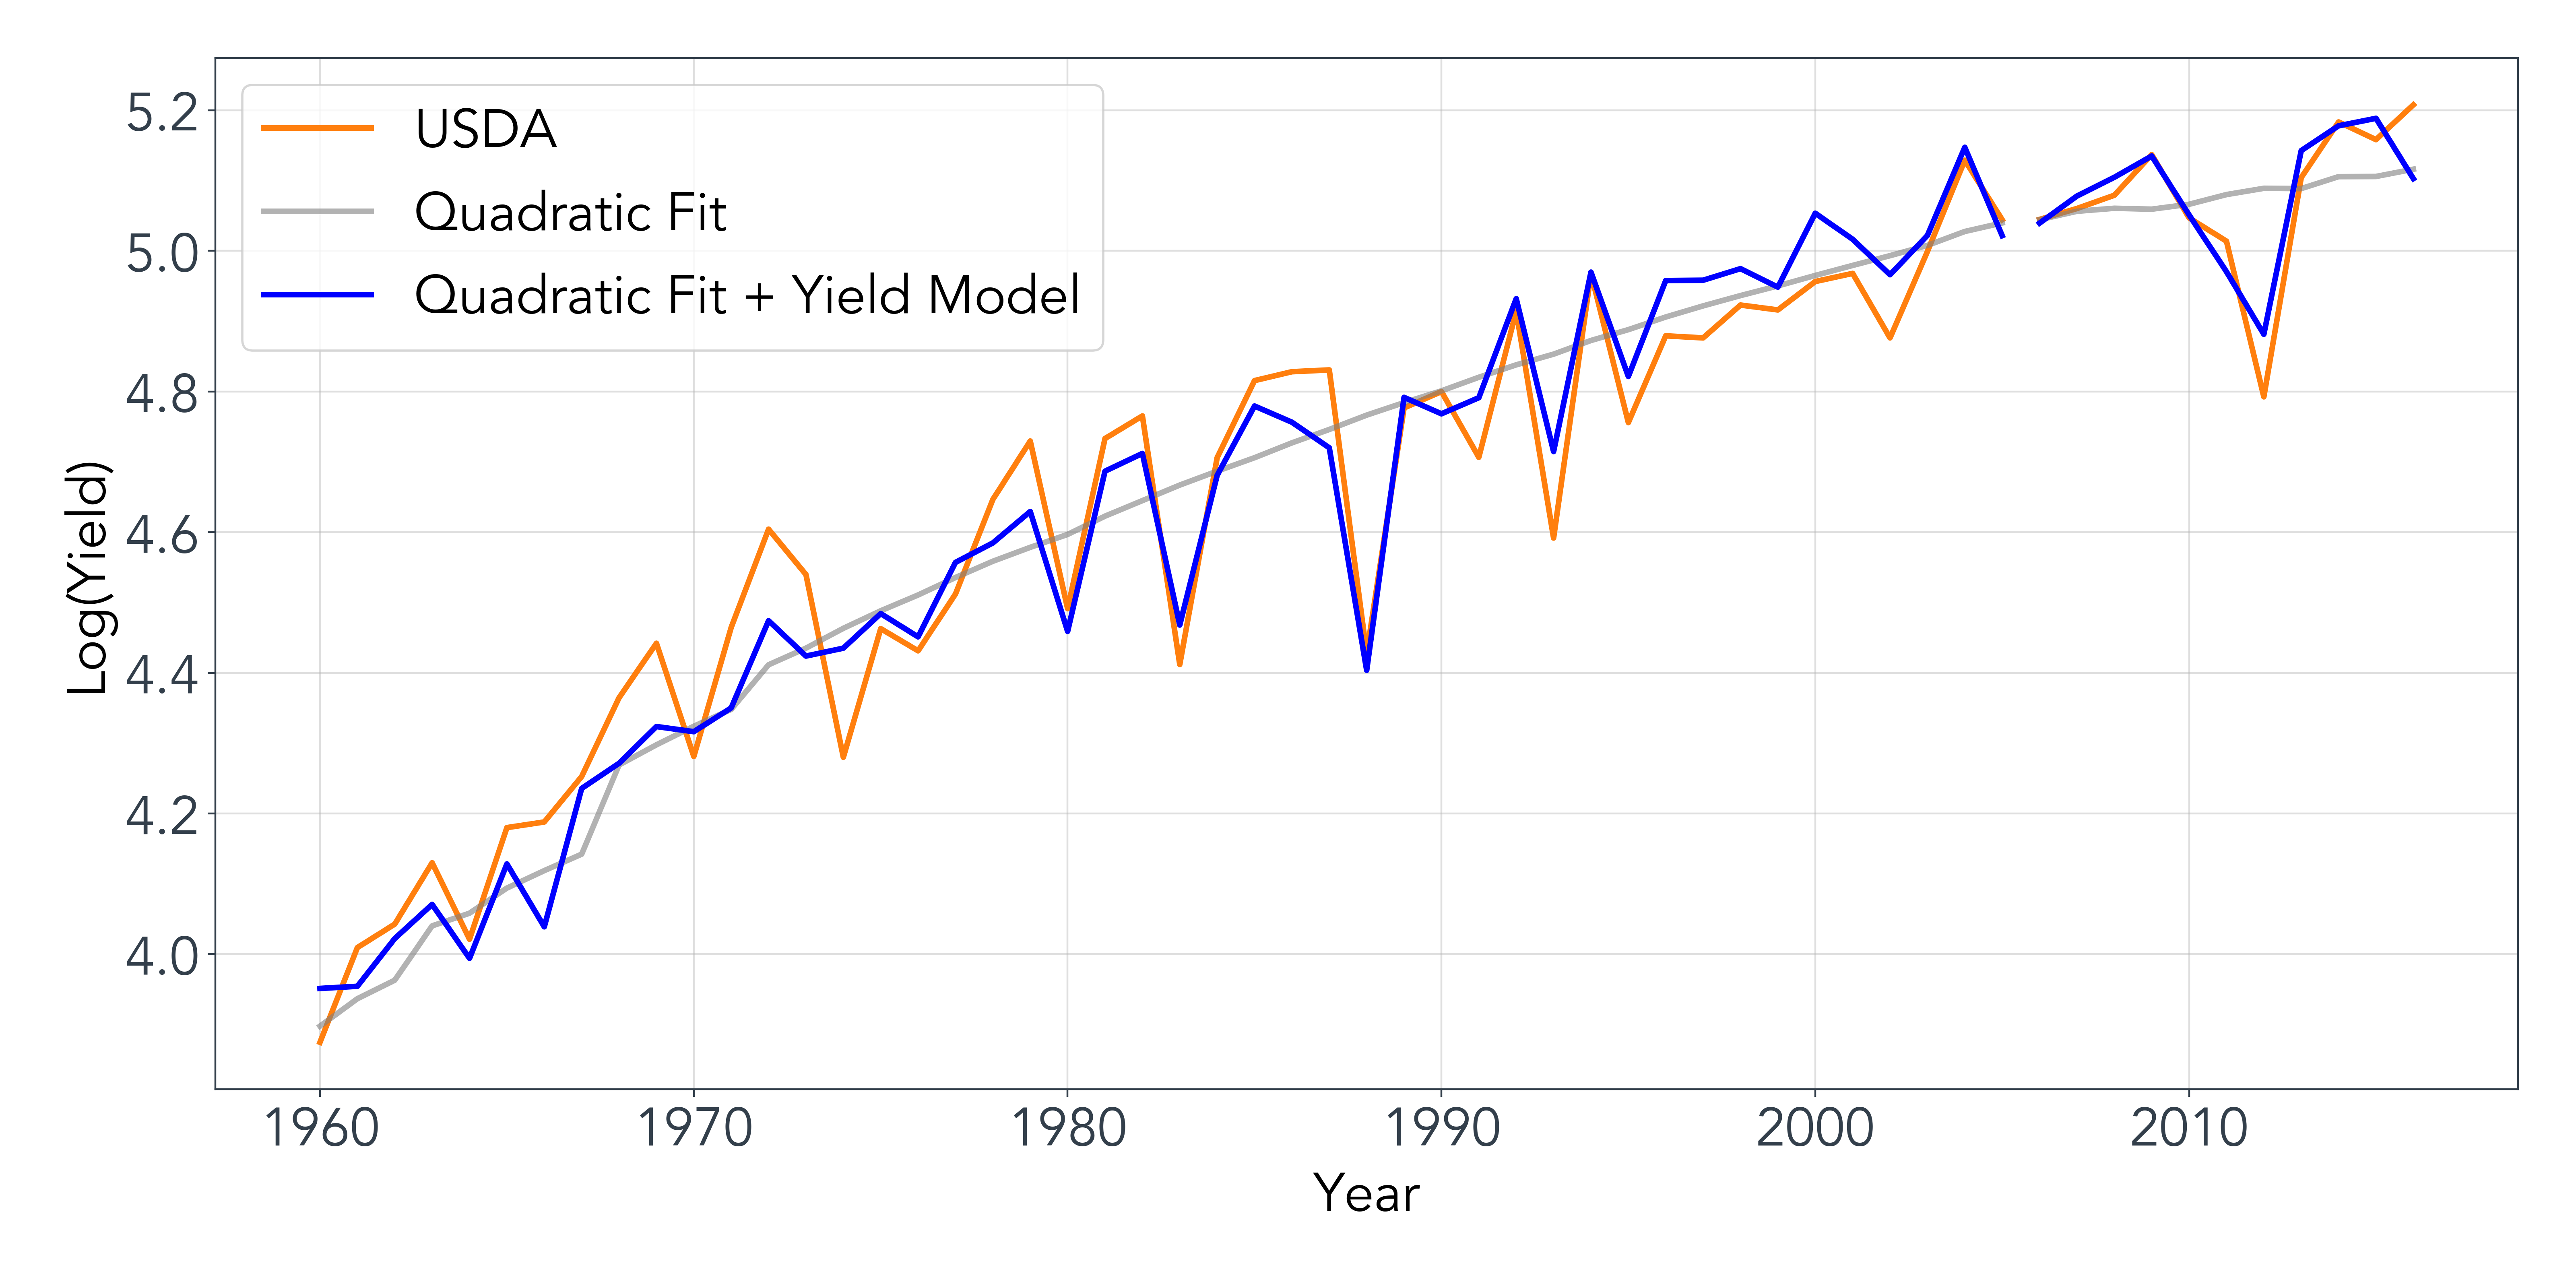 USDA
Quadratic Fit
Quadratic Fit + Yield Model
5.2
5.0
4.8
4.6
4.4
4.2
4.0
Log(Yield)
1960 1970 1980 1990 2000 2010
Year